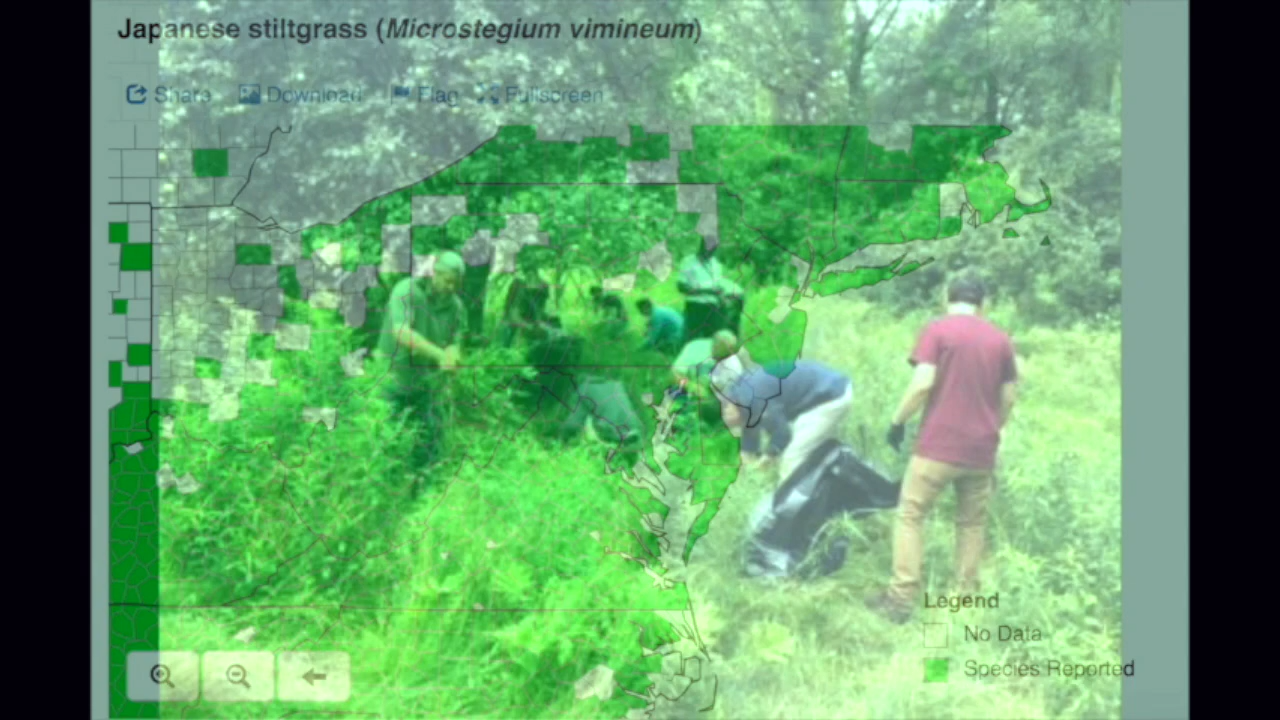 Japanese stiltgrass (Microstegium vimineum)
Share Download Flag Fullscreen
Legend
No Data
Species Reported